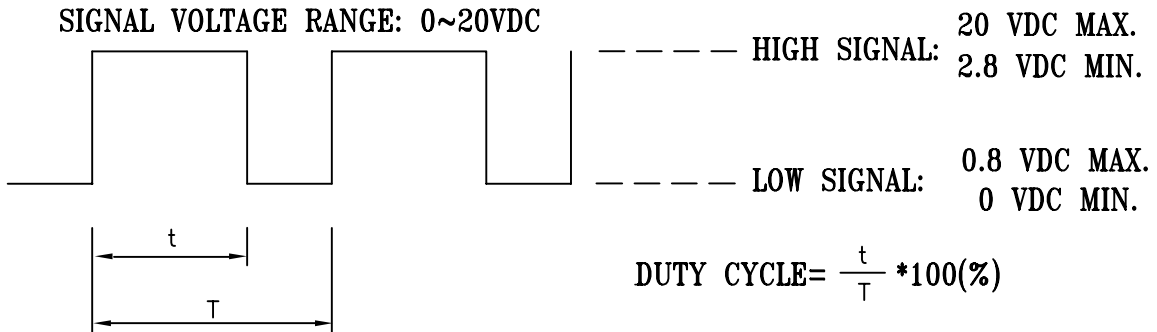 SIGNAL VOLTAGE RANGE: 0~20VDC
HIGH SIGNAL: 20 VDC MAX.
2.8 VDC MIN.
LOW SIGNAL: 0.8 VDC MAX.
0 VDC MIN.
t
T
DUTY CYCLE= t/T *100(%)